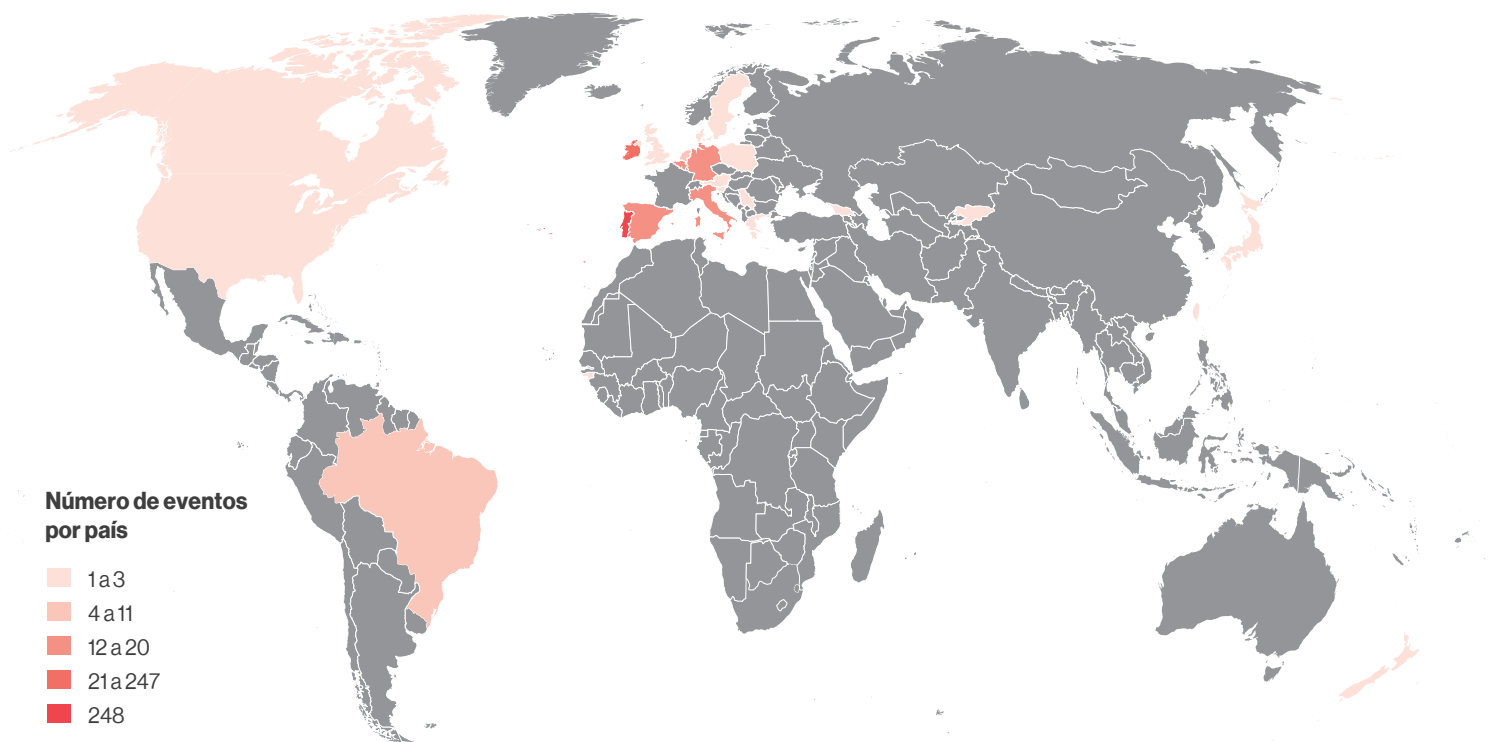 Número de eventos
por país
1 a 3
4 a 11
12 a 20
21 a 247
248